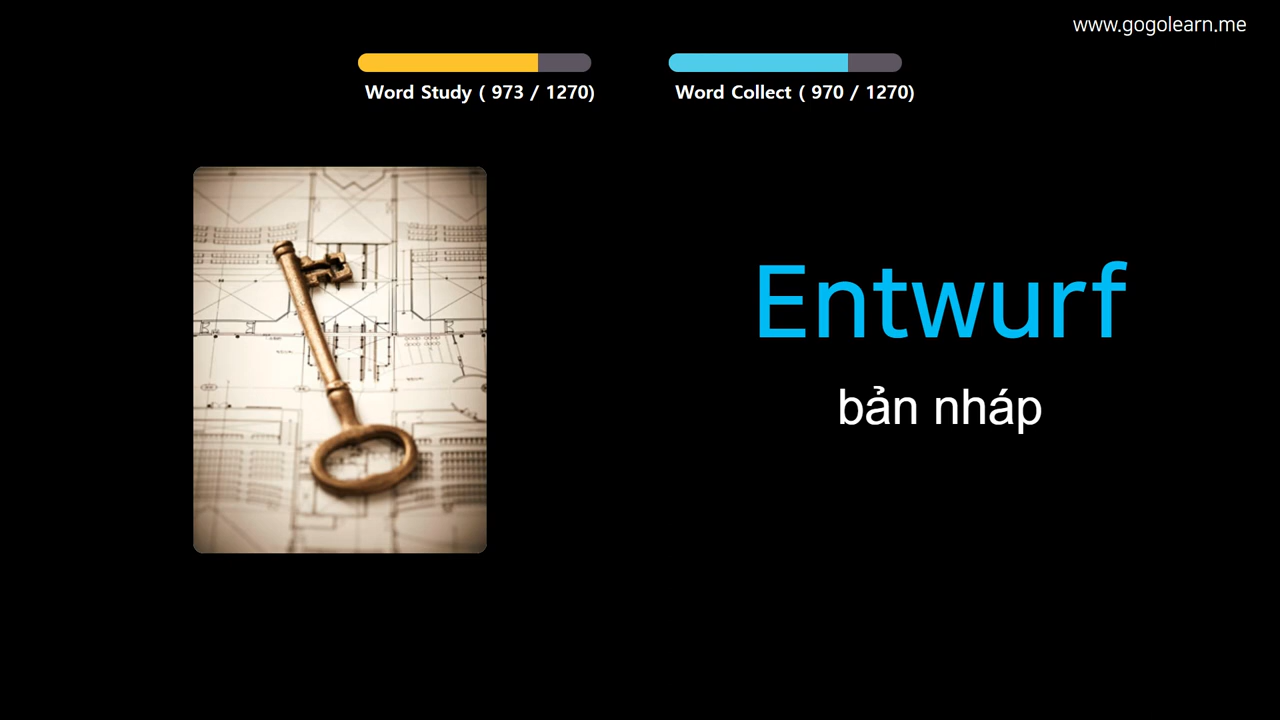 www.gogolearn.me
Word Study ( 973 / 1270)
Word Collect ( 970 / 1270)
Entwurf
bản nháp